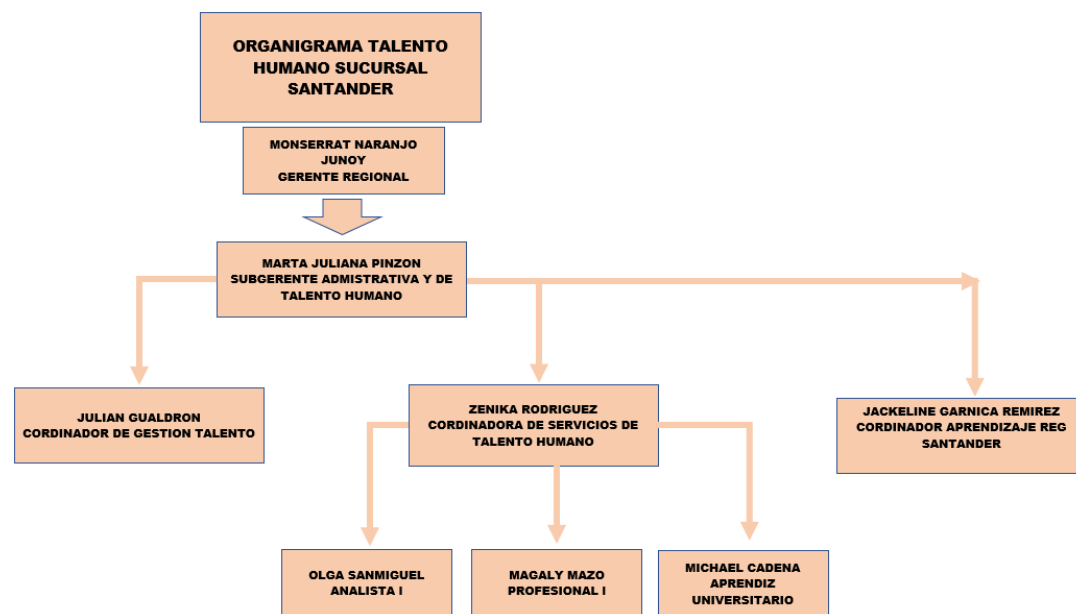 ORGANIGRAMA TALENTO
HUMANO SUCURSAL
SANTANDER
MONSERRAT NARANJO
JUNOY
GERENTE REGIONAL
MARTA JULIANA PINZON
SUBGERENTE ADMISTRATIVA Y DE
TALENTO HUMANO
JULIAN GUALDRON
CORDINADOR DE GESTION TALENTO
ZENIKA RODRIGUEZ
CORDINADORA DE SERVICIOS DE
TALENTO HUMANO
JACKELINE GARNICA REMIREZ
CORDINADOR APRENDIZAJE REG
SANTANDER
OLGA SANMIGUEL
ANALISTA I
MAGALY MAZO
PROFESIONAL I
MICHAEL CADENA
APRENDIZ
UNIVERSITARIO